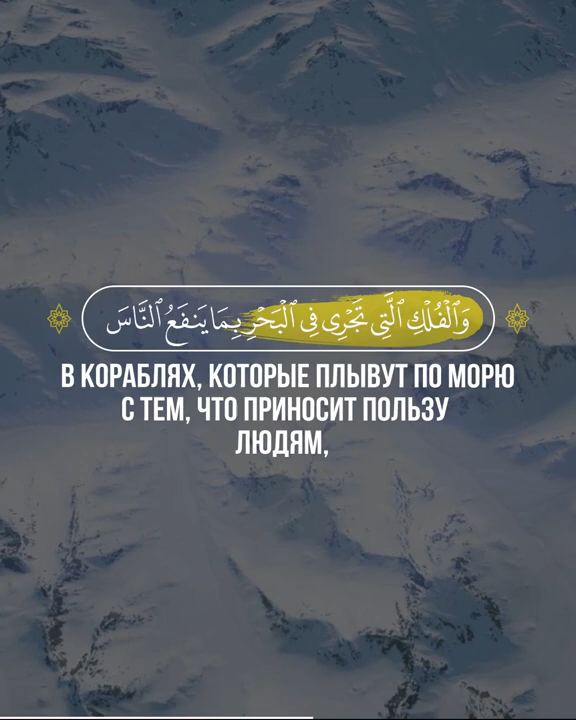 وَٱلْفُلْكِ ٱلَّتِى تَجْرِى فِى ٱلْبَحْرِ بِمَا يَنفَعُ ٱلنَّاسَ
В КОРАБЛЯХ, КОТОРЫЕ ПЛЫВУТ ПО МОРЮ
С ТЕМ, ЧТО ПРИНОСИТ ПОЛЬЗУ
ЛЮДЯМ,